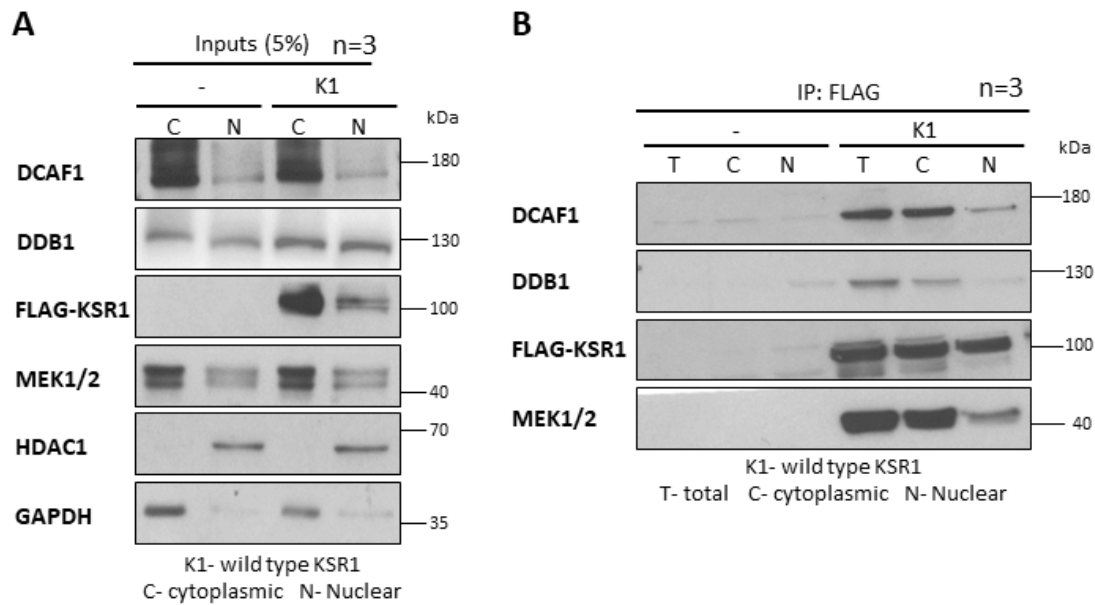 A
Inputs (5%) n=3
- K1
C N C N
kDa
DCAF1 180
DDB1 130
FLAG-KSR1 100
MEK1/2 40
HDAC1 70
GAPDH 35
K1- wild type KSR1
C- cytoplasmic N- Nuclear
B
IP: FLAG n=3
- K1
T C N T C N
kDa
DCAF1 180
DDB1 130
FLAG-KSR1 100
MEK1/2 40
K1- wild type KSR1
T- total C- cytoplasmic N- Nuclear